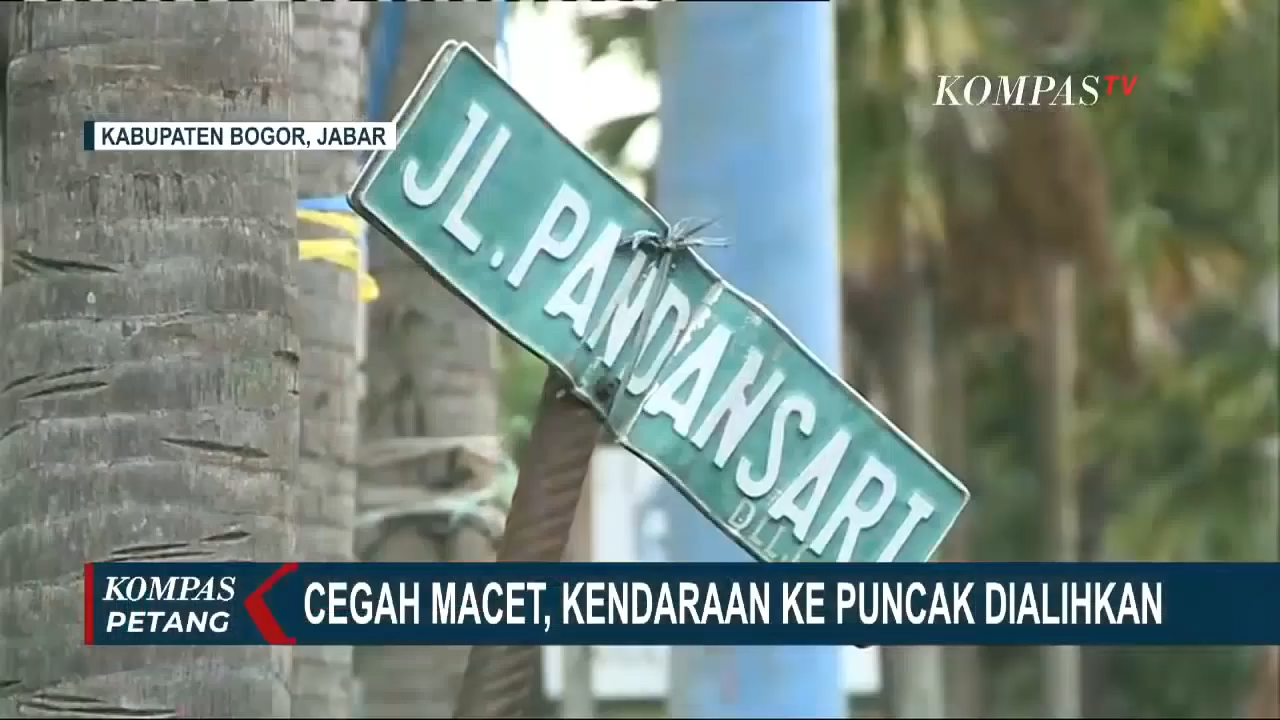 KOMPASTV
KABUPATEN BOGOR, JABAR
JL. PANDANSARI
KOMPAS
PETANG
CEGAH MACET, KENDARAAN KE PUNCAK DIALIHKAN